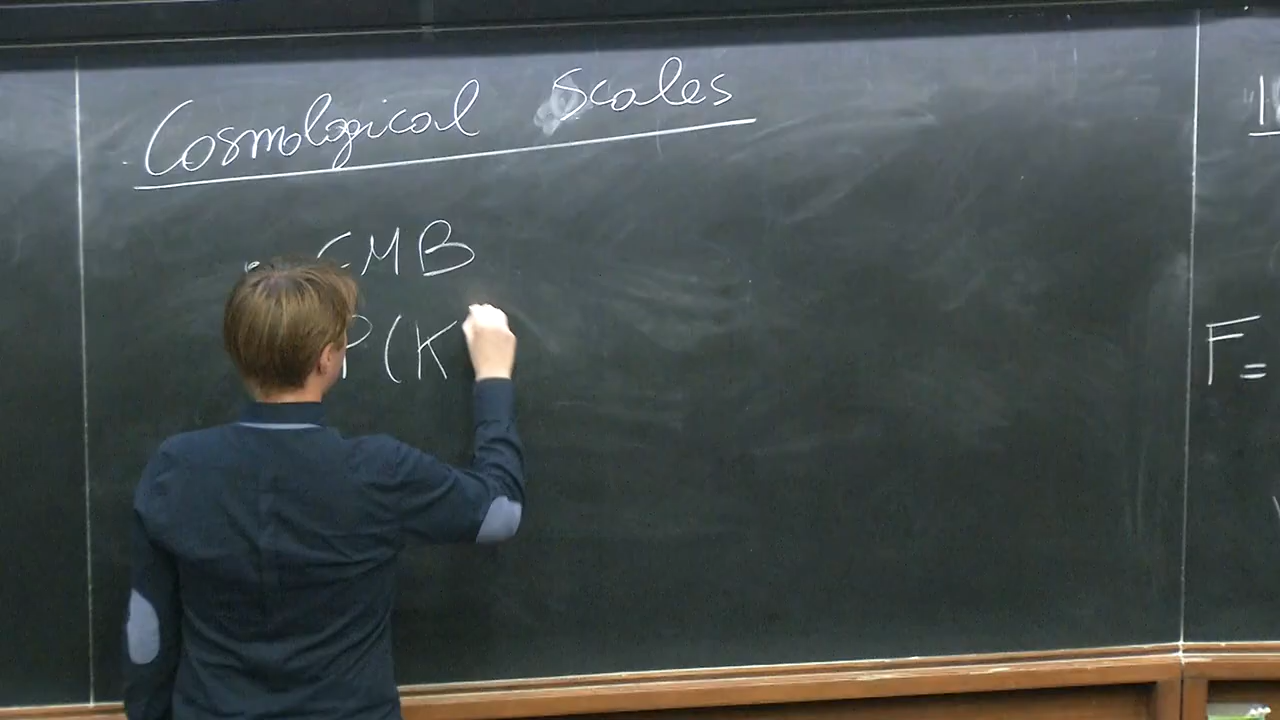 Cosmological Scales
• CMB
P(K
F =